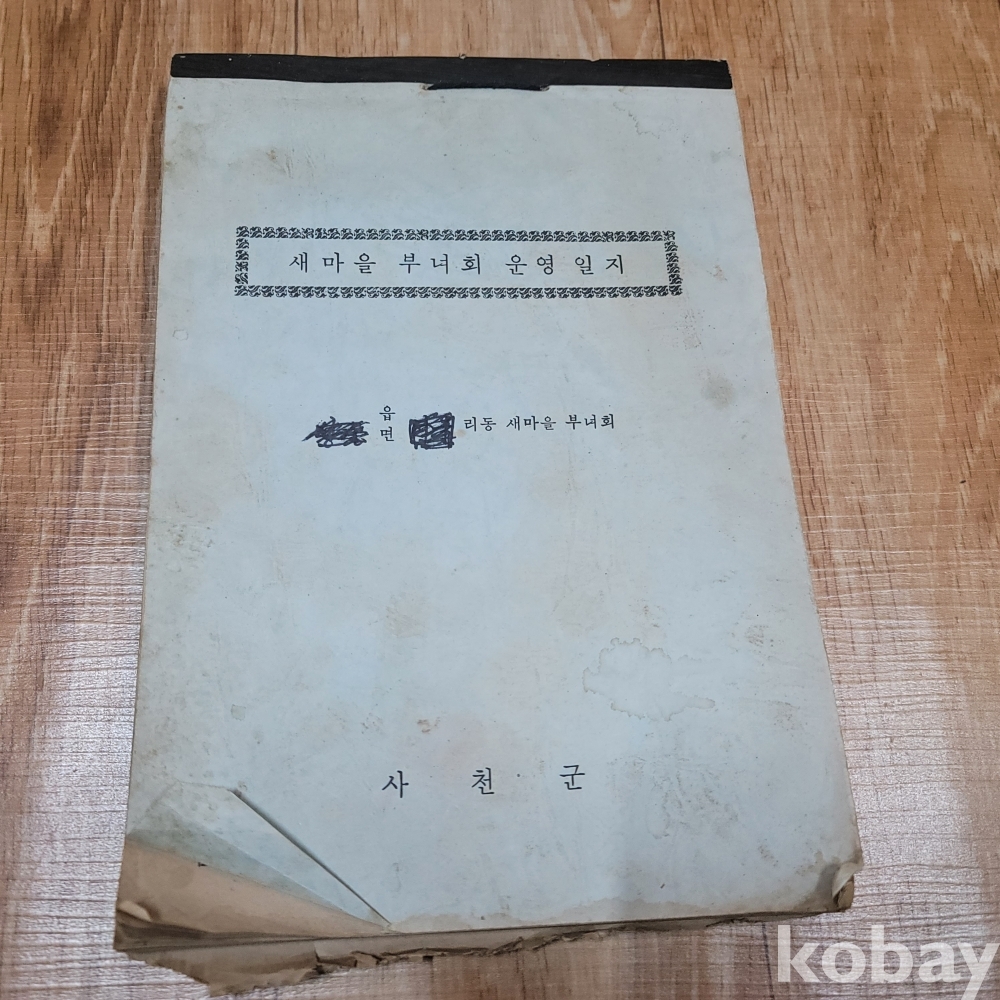 새마을 부녀회 운영 일지
읍
면
리동 새마을 부녀회
사 천 군
kobay